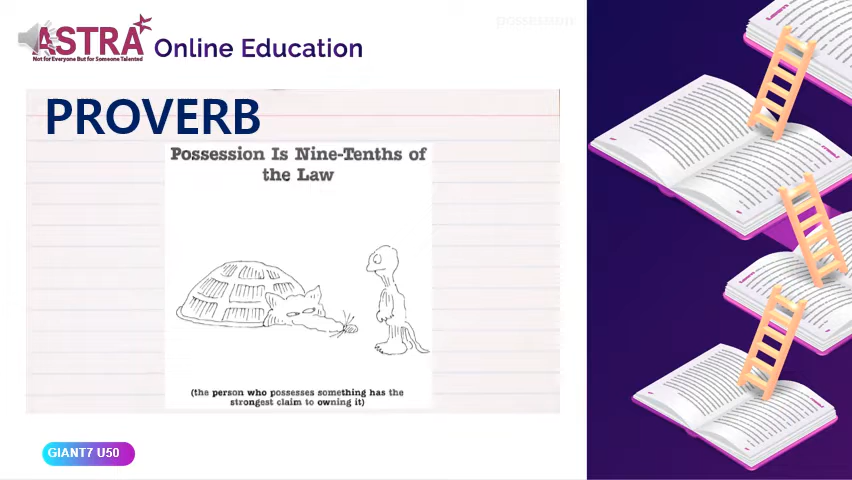 possession
ASTRA Online Education
Not for Everyone But for Someone Talented
PROVERB
Possession Is Nine-Tenths of
the Law
(the person who possesses something has the
strongest claim to owning it)
GIANT7 U50